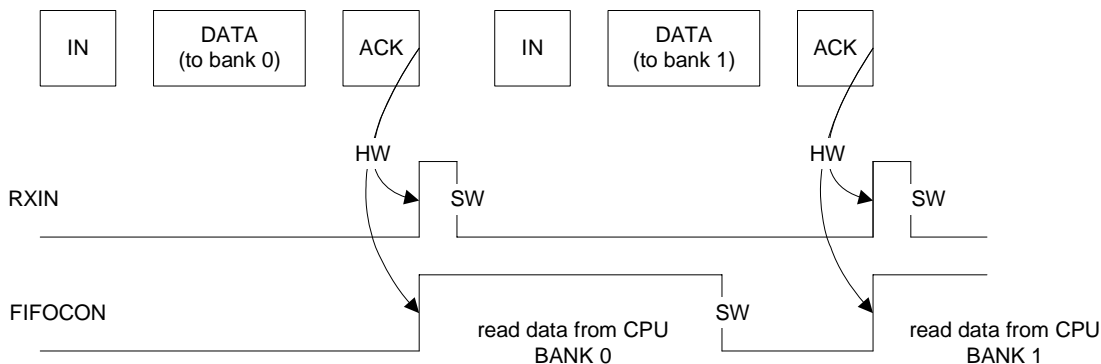 IN
DATA
(to bank 0)
ACK
IN
DATA
(to bank 1)
ACK
HW
HW
RXIN
SW
SW
FIFOCON
SW
read data from CPU
BANK 0
read data from CPU
BANK 1